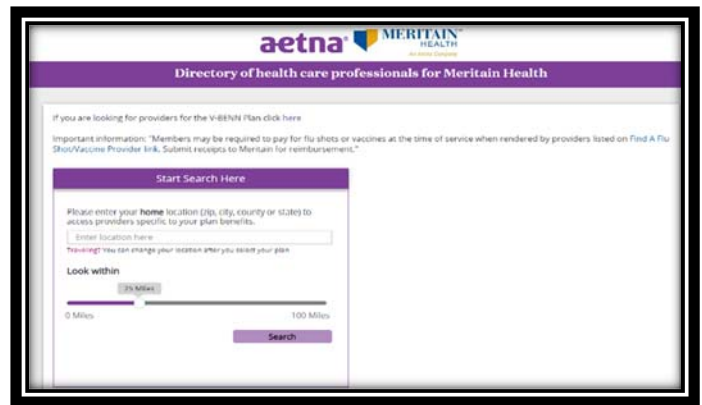 aetna MERITAIN
HEALTH
An Aetna Company
Directory of health care professionals for Meritain Health
If you are looking for providers for the V-BENN Plan click here
Important information: "Members may be required to pay for flu shots or vaccines at the time of service when rendered by providers listed on Find A Flu
Shot/Vaccine Provider link. Submit receipts to Meritain for reimbursement."
Start Search Here
Please enter your home location (zip, city, county or state) to
access providers specific to your plan benefits.
Enter location here
Traveling? You can change your location after you select your plan
Look within
25 Miles
0 Miles 100 Miles
Search